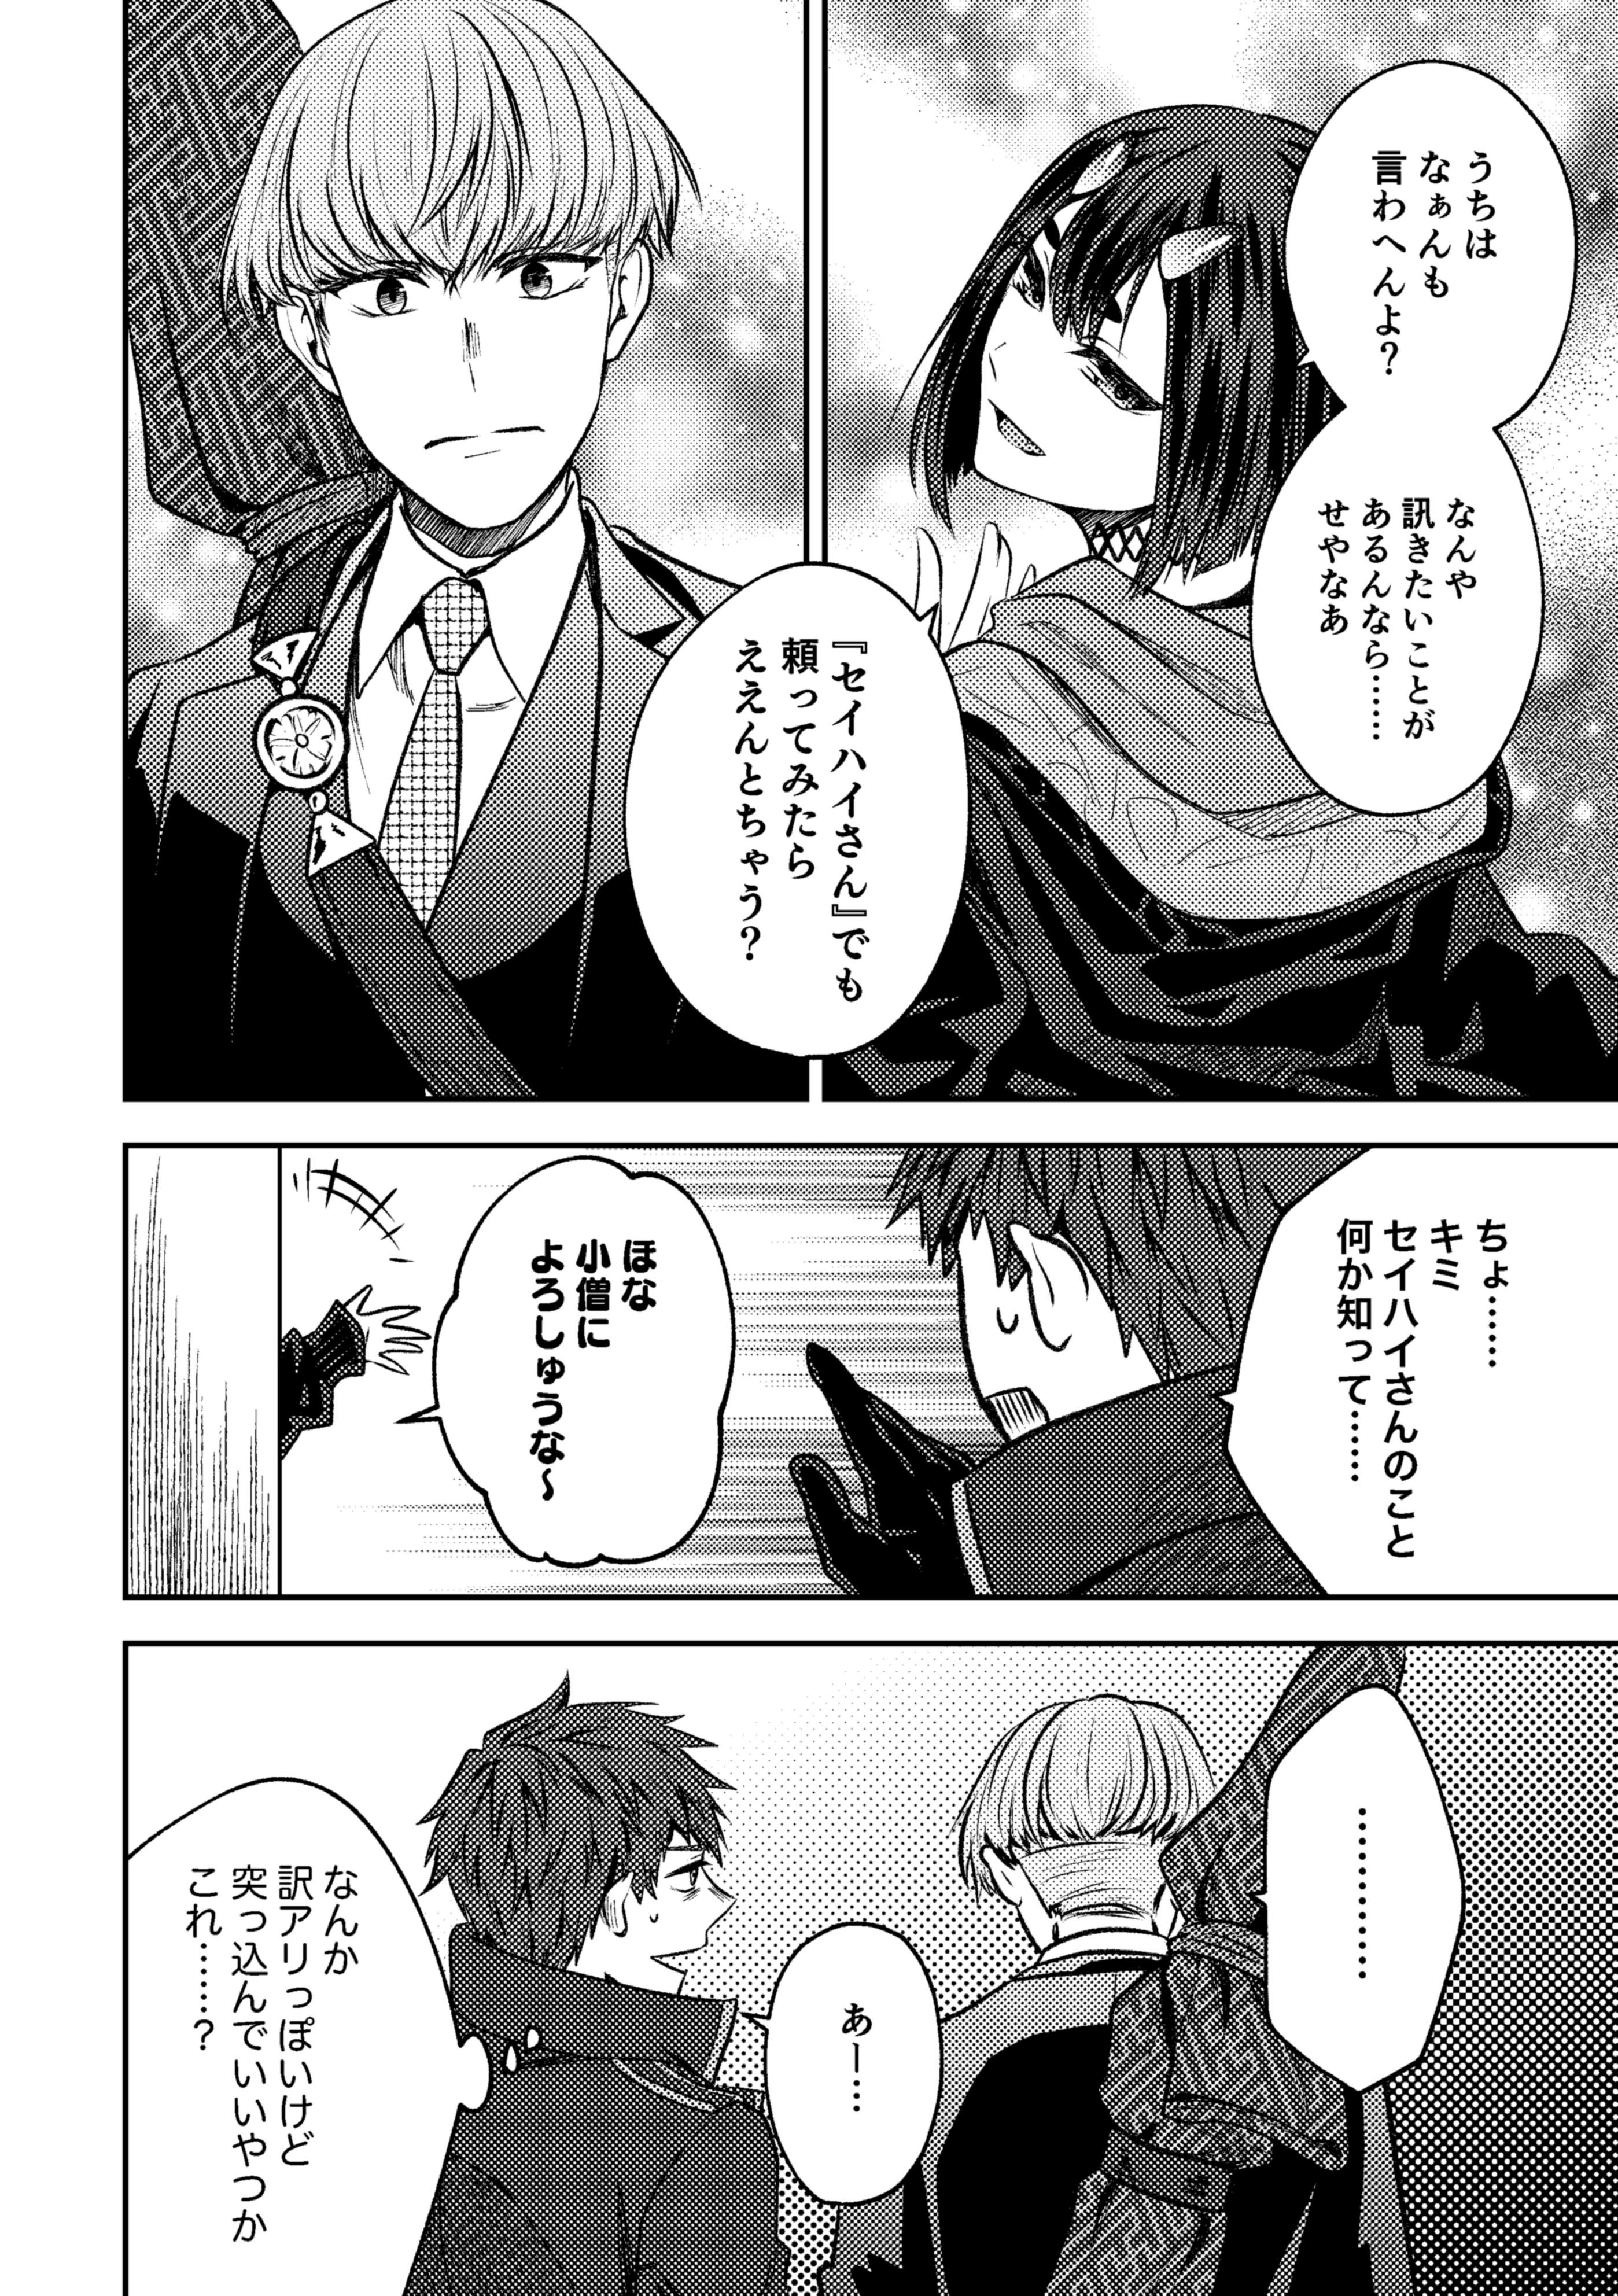 うちは
なぁんも
言わへんよ？
なんや
訊きたいことが
あるんなら……
せやなあ
『セイハイさん』でも
頼ってみたら
ええんとちゃう？
ちょ……
キミ
セイハイさんのこと
何か知って……
ほな
小僧に
よろしゅうな～
…………
あー…
なんか
訳アリっぽいけど
突っ込んでいいやつか
これ……？